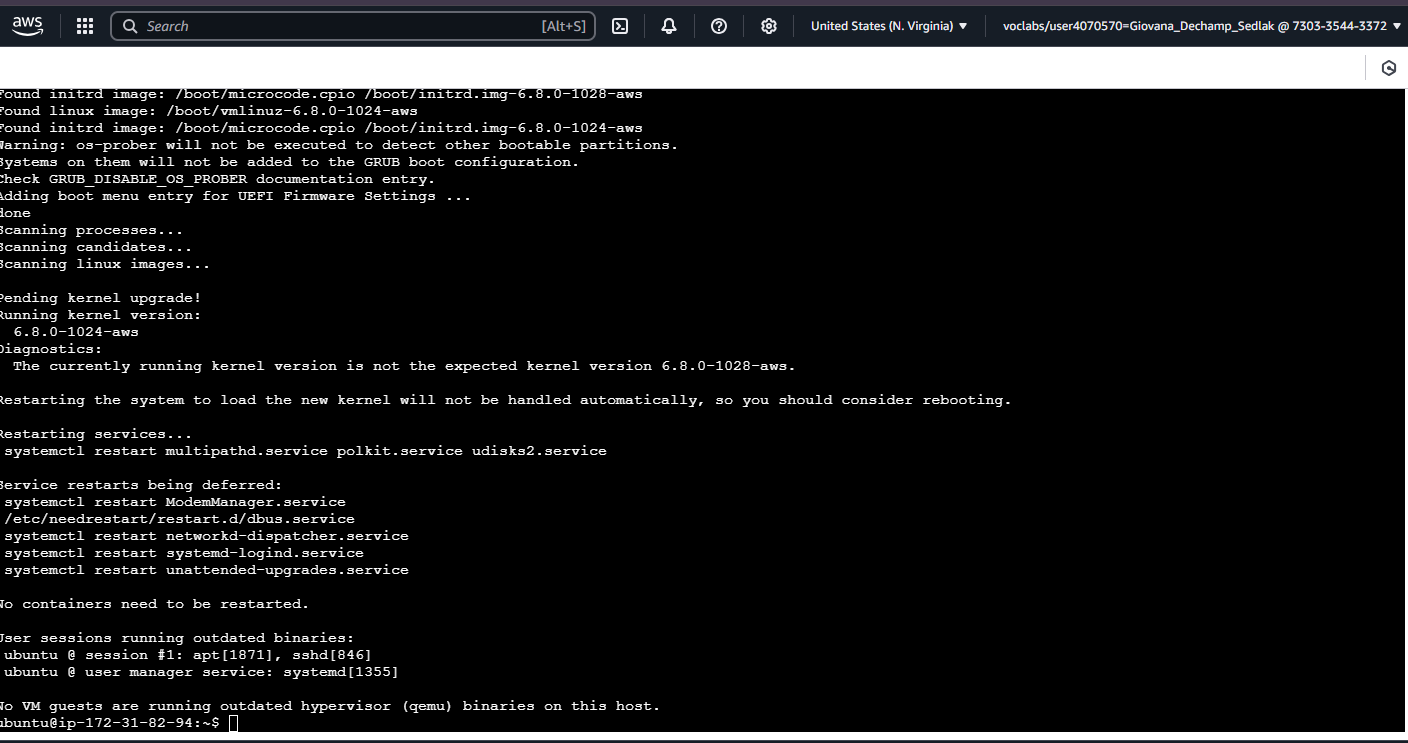 aws
Search
[Alt+S]
United States (N. Virginia)
voclabs/user4070570=Giovana_Dechamp_Sedlak @ 7303-3544-3372
Found initrd image: /boot/microcode.cpio /boot/initrd.img-6.8.0-1028-aws
Found linux image: /boot/vmlinuz-6.8.0-1024-aws
Found initrd image: /boot/microcode.cpio /boot/initrd.img-6.8.0-1024-aws
Warning: os-prober will not be executed to detect other bootable partitions.
Systems on them will not be added to the GRUB boot configuration.
Check GRUB_DISABLE_OS_PROBER documentation entry.
Adding boot menu entry for UEFI Firmware Settings ...
done
Scanning processes...
Scanning candidates...
Scanning linux images...
Pending kernel upgrade!
Running kernel version:
6.8.0-1024-aws
Diagnostics:
The currently running kernel version is not the expected kernel version 6.8.0-1028-aws.
Restarting the system to load the new kernel will not be handled automatically, so you should consider rebooting.
Restarting services...
systemctl restart multipathd.service polkit.service udisks2.service
Service restarts being deferred:
systemctl restart ModemManager.service
/etc/needrestart/restart.d/dbus.service
systemctl restart networkd-dispatcher.service
systemctl restart systemd-logind.service
systemctl restart unattended-upgrades.service
No containers need to be restarted.
User sessions running outdated binaries:
ubuntu @ session #1: apt[1871], sshd[846]
ubuntu @ user manager service: systemd[1355]
No VM guests are running outdated hypervisor (qemu) binaries on this host.
ubuntu@ip-172-31-82-94:~$